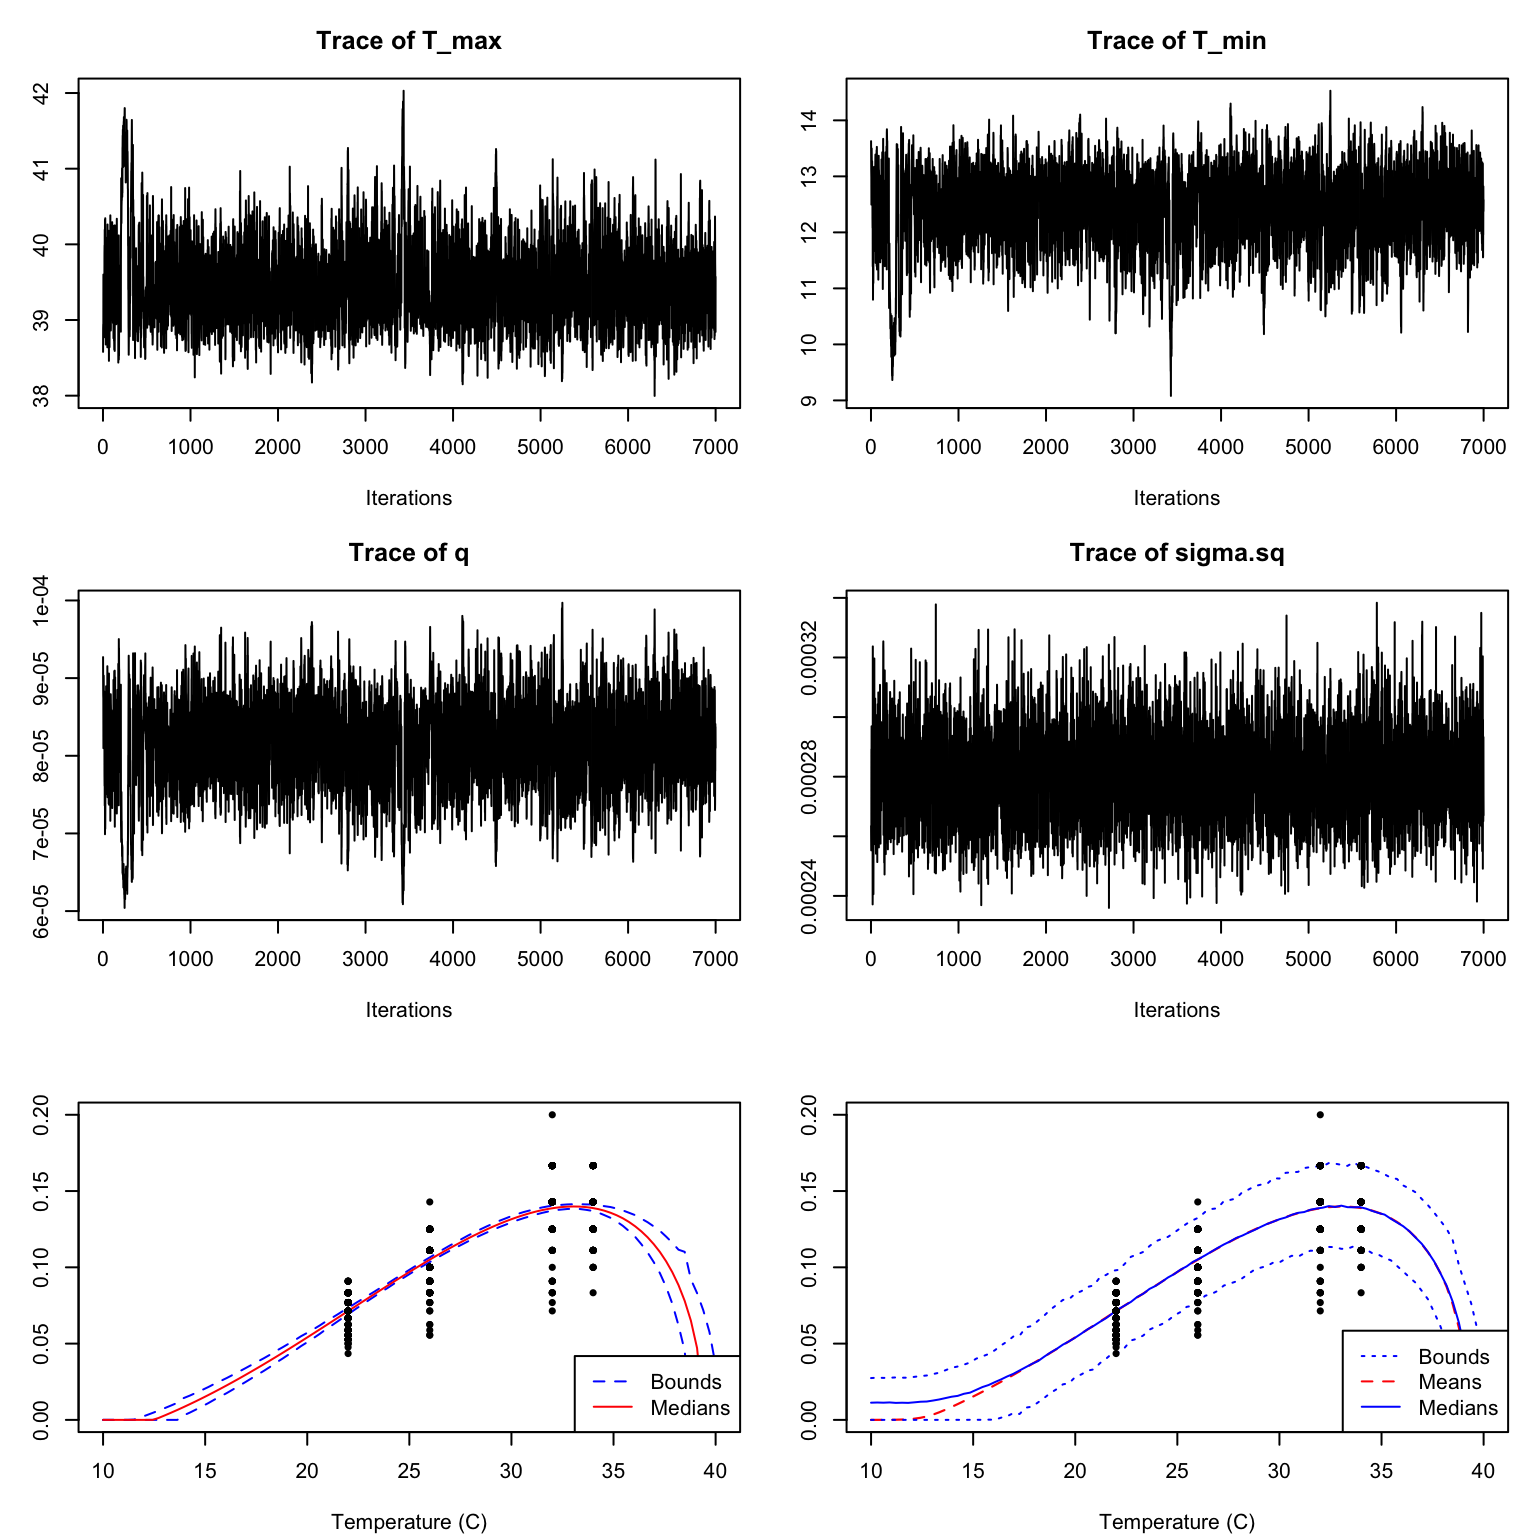 Trace of T_max
42
41
40
39
38
0 1000 2000 3000 4000 5000 6000 7000
Iterations
Trace of T_min
14
13
12
11
10
9
0 1000 2000 3000 4000 5000 6000 7000
Iterations
Trace of q
1e-04
9e-05
8e-05
7e-05
6e-05
0 1000 2000 3000 4000 5000 6000 7000
Iterations
Trace of sigma.sq
0.00032
0.00028
0.00024
0 1000 2000 3000 4000 5000 6000 7000
Iterations
0.20
0.15
0.10
0.05
0.00
Bounds
Medians
10 15 20 25 30 35 40
Temperature (C)
0.20
0.15
0.10
0.05
0.00
Bounds
Means
Medians
10 15 20 25 30 35 40
Temperature (C)